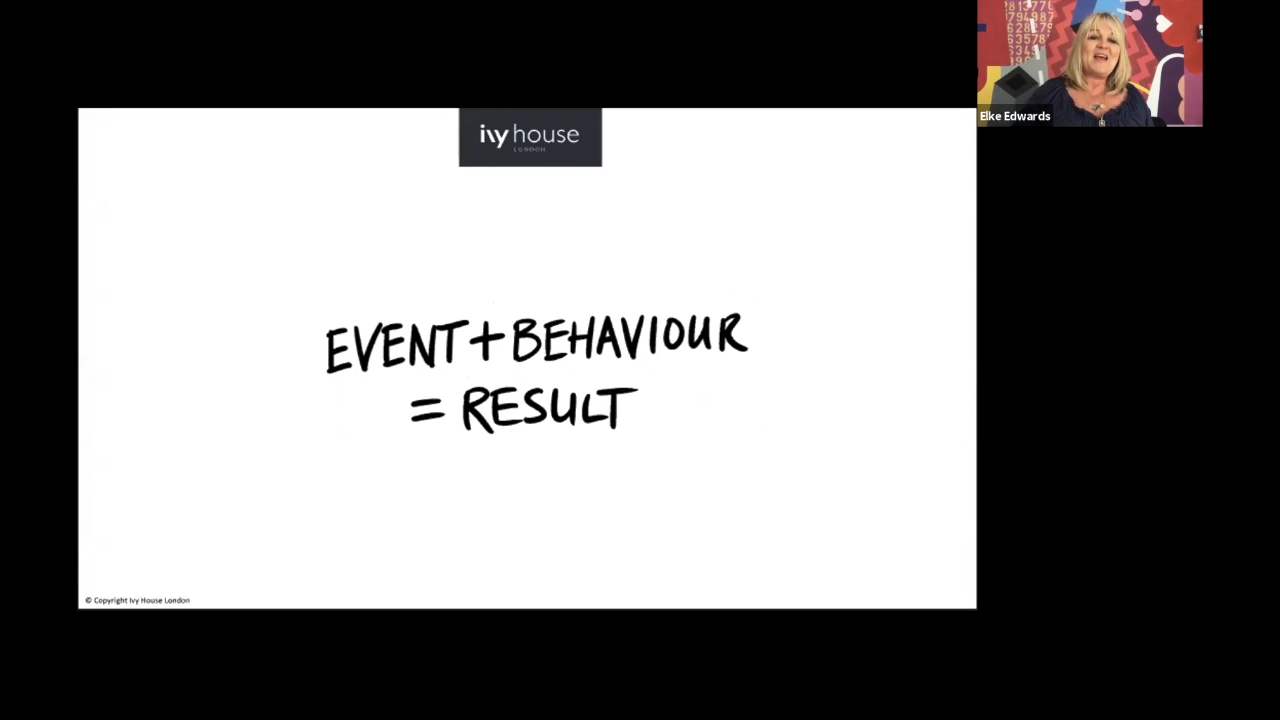 ivy house
LONDON
EVENT + BEHAVIOUR
= RESULT
© Copyright Ivy House London
Elke Edwards